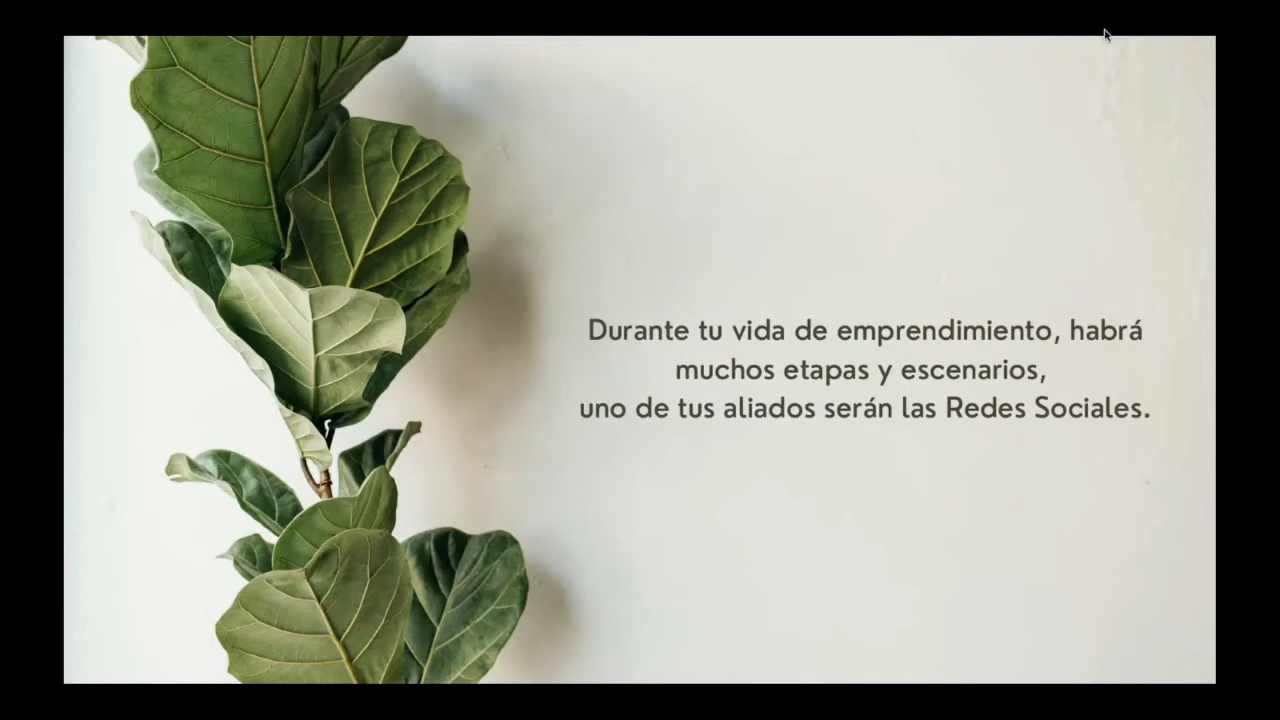 Durante tu vida de emprendimiento, habrá
muchos etapas y escenarios,
uno de tus aliados serán las Redes Sociales.